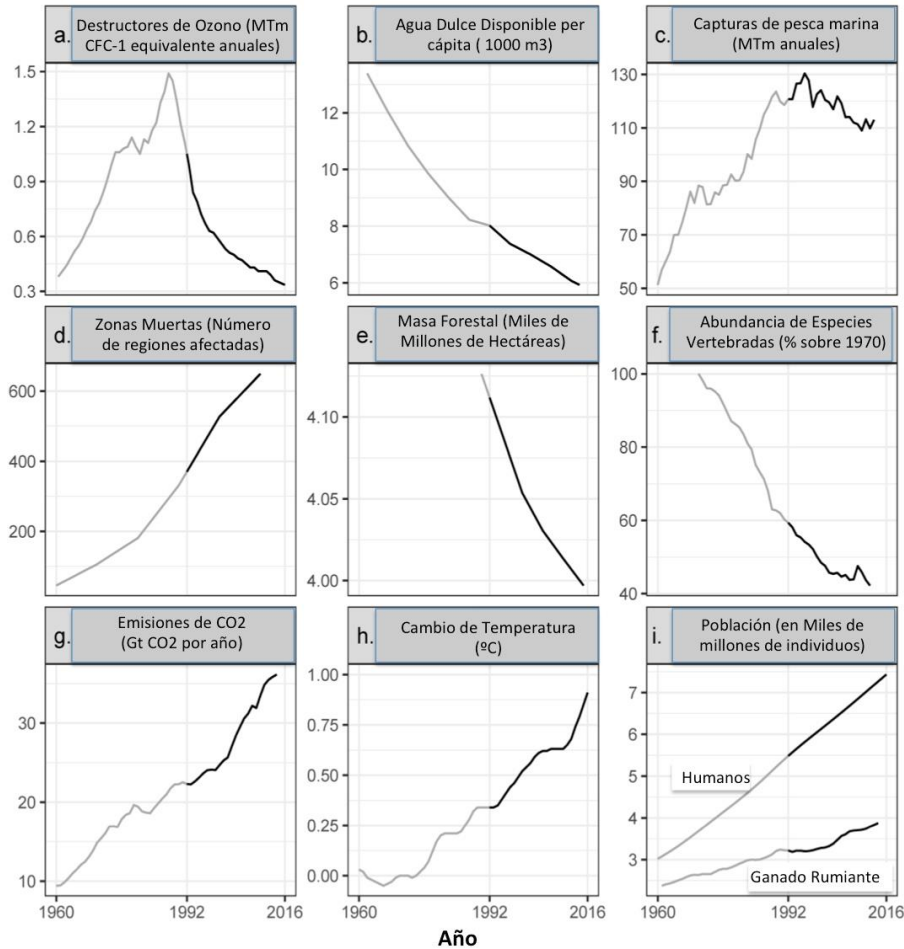 a. Destructores de Ozono (MTm
CFC-1 equivalente anuales)
1.5
1.2
0.9
0.6
0.3
b. Agua Dulce Disponible per
cápita ( 1000 m3)
12
10
8
6
c. Capturas de pesca marina
(MTm anuales)
130
110
90
70
50
d. Zonas Muertas (Número
de regiones afectadas)
600
400
200
e. Masa Forestal (Miles de
Millones de Hectáreas)
4.10
4.05
4.00
f. Abundancia de Especies
Vertebradas (% sobre 1970)
100
80
60
40
g. Emisiones de CO2
(Gt CO2 por año)
30
20
10
1960 1992 2016
h. Cambio de Temperatura
(ºC)
1.00
0.75
0.50
0.25
0.00
1960 1992 2016
i. Población (en Miles de
millones de individuos)
7
6
5
4
3
Humanos
Ganado Rumiante
1960 1992 2016
Año